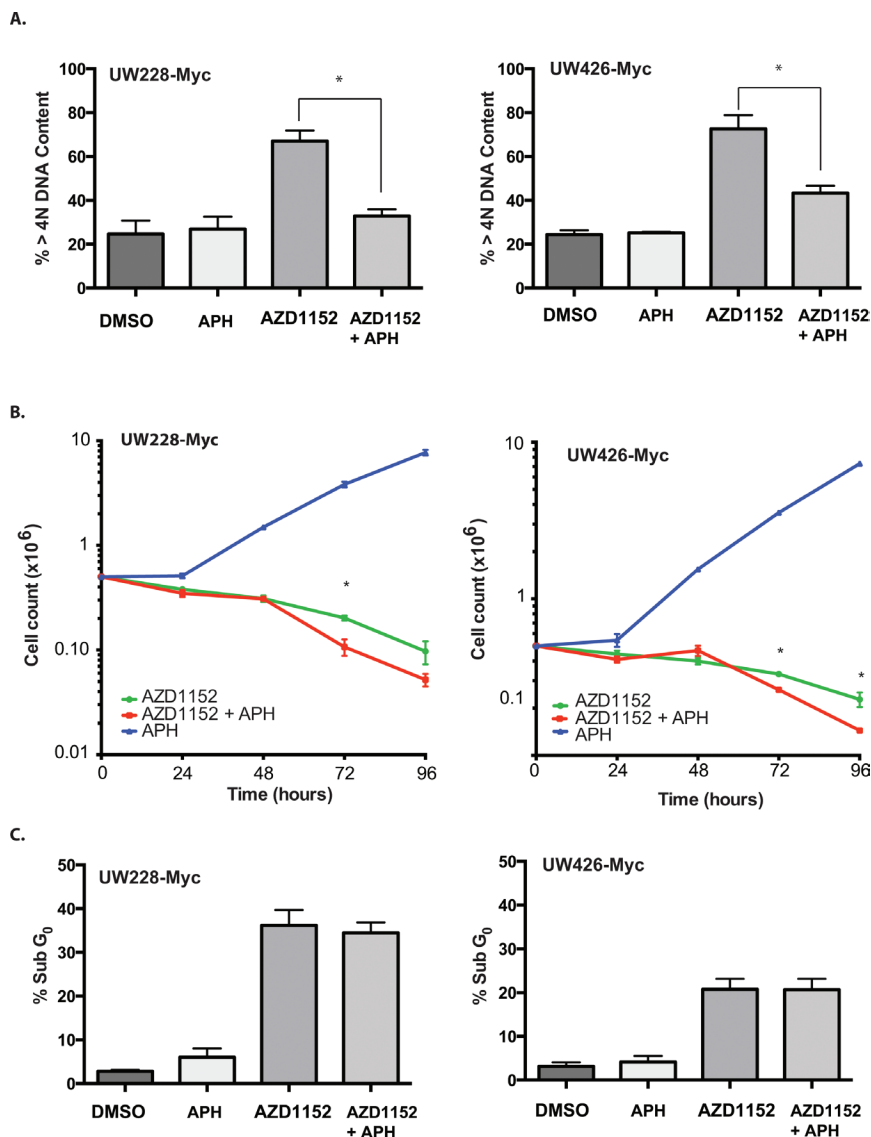 A.
UW228-Myc
% > 4N DNA Content
100
80
60
40
20
0
*
DMSO
APH
AZD1152
AZD1152
+ APH
UW426-Myc
% > 4N DNA Content
100
80
60
40
20
0
*
DMSO
APH
AZD1152
AZD1152
+ APH
B.
UW228-Myc
Cell count (x10⁶)
10
1
0.10
0.01
*
AZD1152
AZD1152 + APH
APH
0
24
48
72
96
Time (hours)
UW426-Myc
Cell count (x10⁶)
10
1
0.1
*
*
AZD1152
AZD1152 + APH
APH
0
24
48
72
96
Time (hours)
C.
UW228-Myc
% Sub G₀
50
40
30
20
10
0
DMSO
APH
AZD1152
AZD1152
+ APH
UW426-Myc
% Sub G₀
50
40
30
20
10
0
DMSO
APH
AZD1152
AZD1152
+ APH